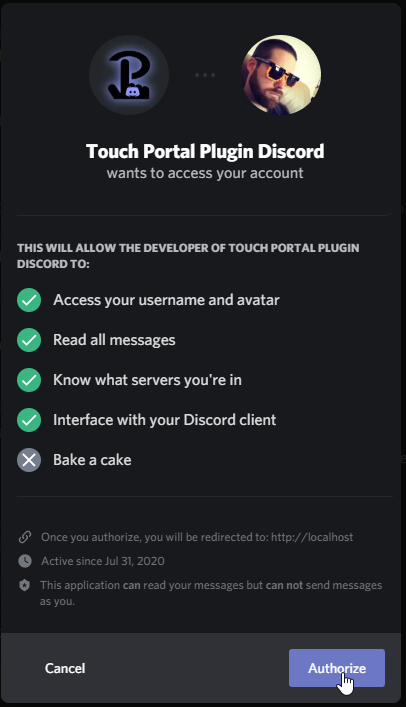 Touch Portal Plugin Discord
wants to access your account
THIS WILL ALLOW THE DEVELOPER OF TOUCH PORTAL PLUGIN
DISCORD TO:
Access your username and avatar
Read all messages
Know what servers you're in
Interface with your Discord client
Bake a cake
Once you authorize, you will be redirected to: http://localhost
Active since Jul 31, 2020
This application can read your messages but can not send messages
as you.
Cancel
Authorize